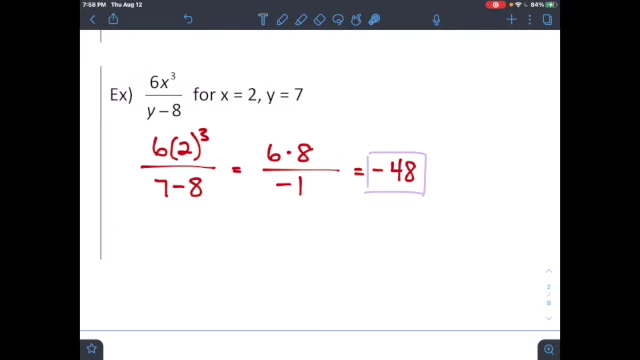 7:58 PM Thu Aug 12
84%
Ex) 6x³/(y – 8) for x = 2, y = 7
6(2)³/(7 – 8) = 6 · 8/(– 1) = – 48
2
/
8